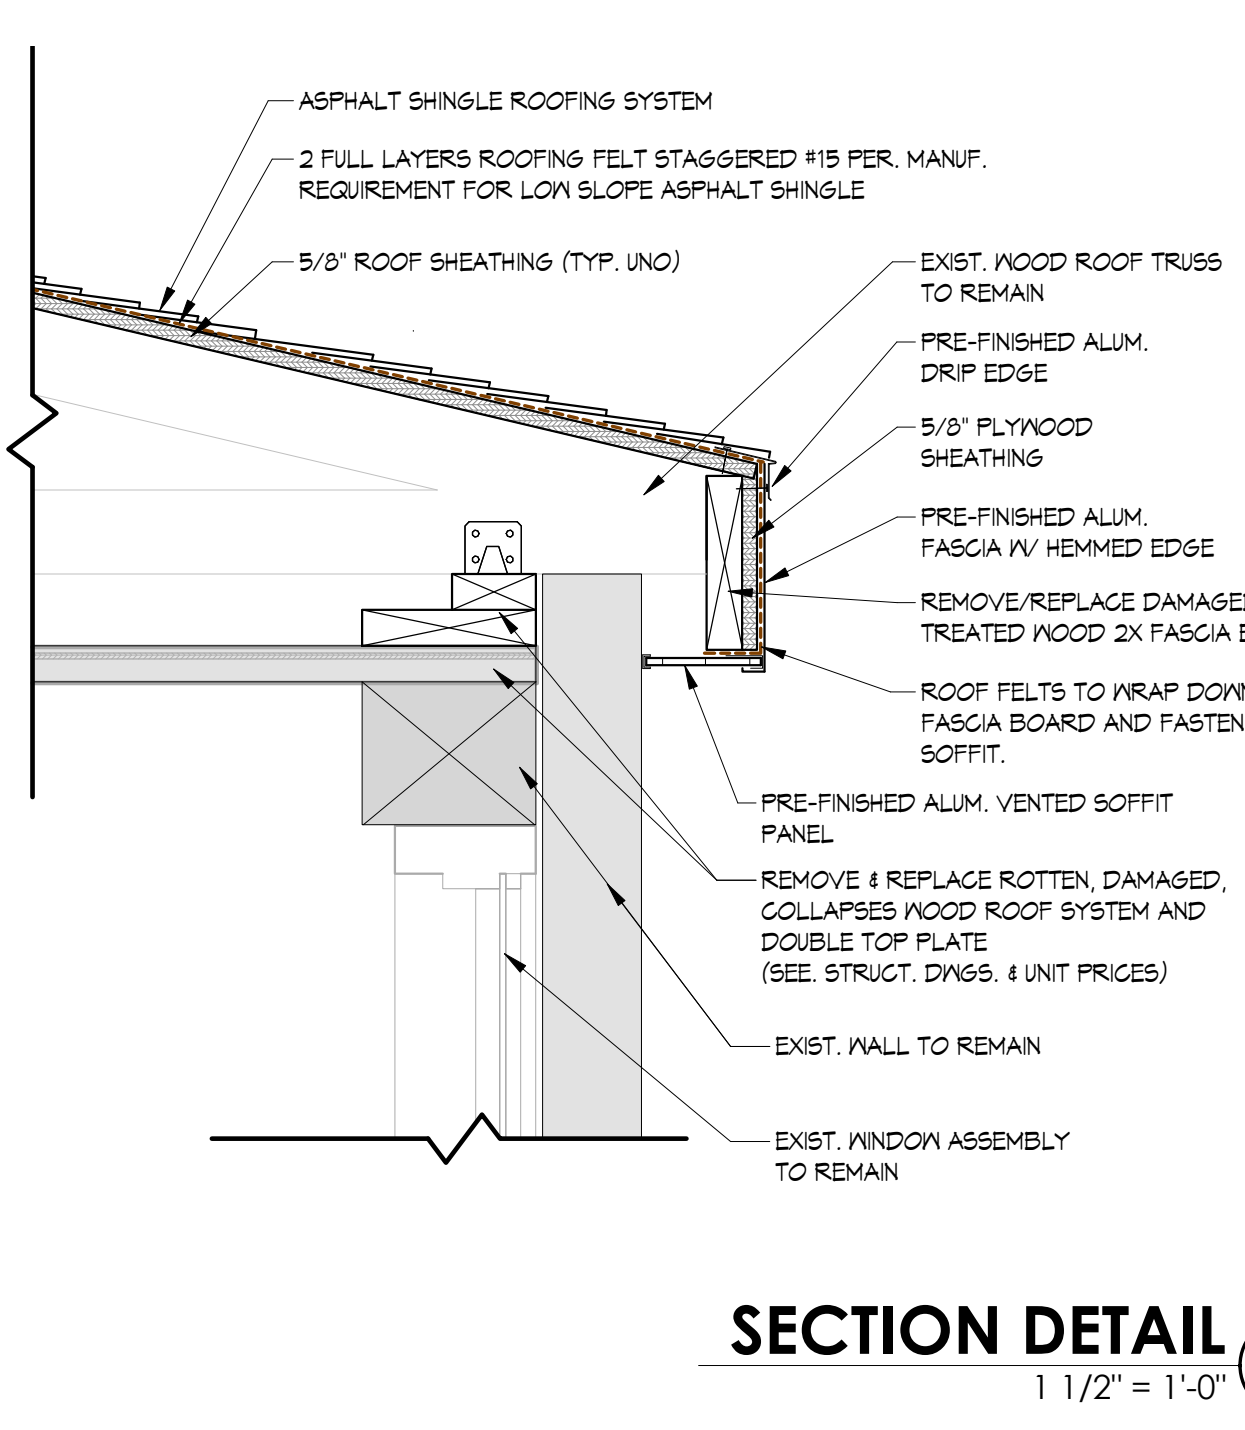 ASPHALT SHINGLE ROOFING SYSTEM
2 FULL LAYERS ROOFING FELT STAGGERED #15 PER. MANUF.
REQUIREMENT FOR LOW SLOPE ASPHALT SHINGLE
5/8" ROOF SHEATHING (TYP. UNO)
EXIST. WOOD ROOF TRUSS
TO REMAIN
PRE-FINISHED ALUM.
DRIP EDGE
5/8" PLYWOOD
SHEATHING
PRE-FINISHED ALUM.
FASCIA W/ HEMMED EDGE
REMOVE/REPLACE
TREATED WOOD 2X FASCIA
ROOF FELTS TO WRAP
FASCIA BOARD AND FASTEN
SOFFIT.
PRE-FINISHED ALUM. VENTED SOFFIT
PANEL
REMOVE & REPLACE ROTTEN, DAMAGED,
COLLAPSES WOOD ROOF SYSTEM AND
DOUBLE TOP PLATE
(SEE. STRUCT. DWGS. & UNIT PRICES)
EXIST. WALL TO REMAIN
EXIST. WINDOW ASSEMBLY
TO REMAIN
SECTION DETAIL
1 1/2" = 1'-0"